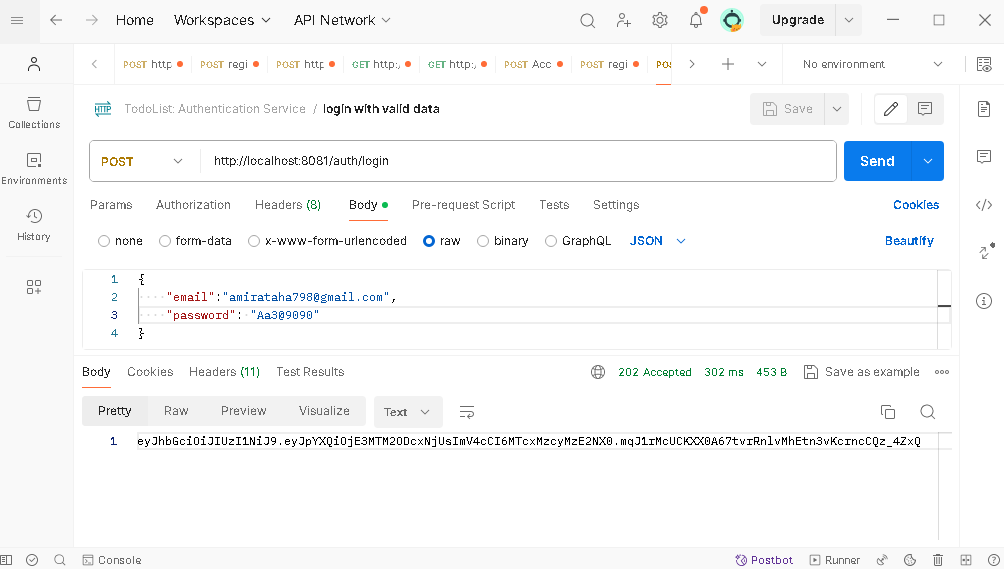 Home Workspaces API Network Upgrade
POST http POST regi POST http GET http:, GET http:, POST Acc POST regi POS No environment
HTTP TodoList: Authentication Service / login with valid data Save
Collections
Environments
History
POST http://localhost:8081/auth/login Send
Params Authorization Headers (8) Body Pre-request Script Tests Settings Cookies
none form-data x-www-form-urlencoded raw binary GraphQL JSON Beautify
1 {
2 "email":"amirataha798@gmail.com",
3 "password": "Aa3@9090"
4 }
Body Cookies Headers (11) Test Results 202 Accepted 302 ms 453 B Save as example
Pretty Raw Preview Visualize Text
1 eyJhbGciOiJIUzI1NiJ9.eyJpYXQiOjE3MTM2ODcxNjUsImV4cCI6MTcxMzcyMzE2NX0.mqJ1rMcUCKXX0A67tvrRnlvMhEtn3vKcrncCQz_4ZxQ
Console Postbot Runner